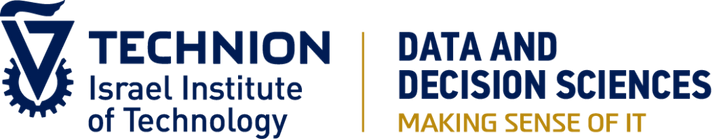 TECHNION
Israel Institute
of Technology
DATA AND
DECISION SCIENCES
MAKING SENSE OF IT